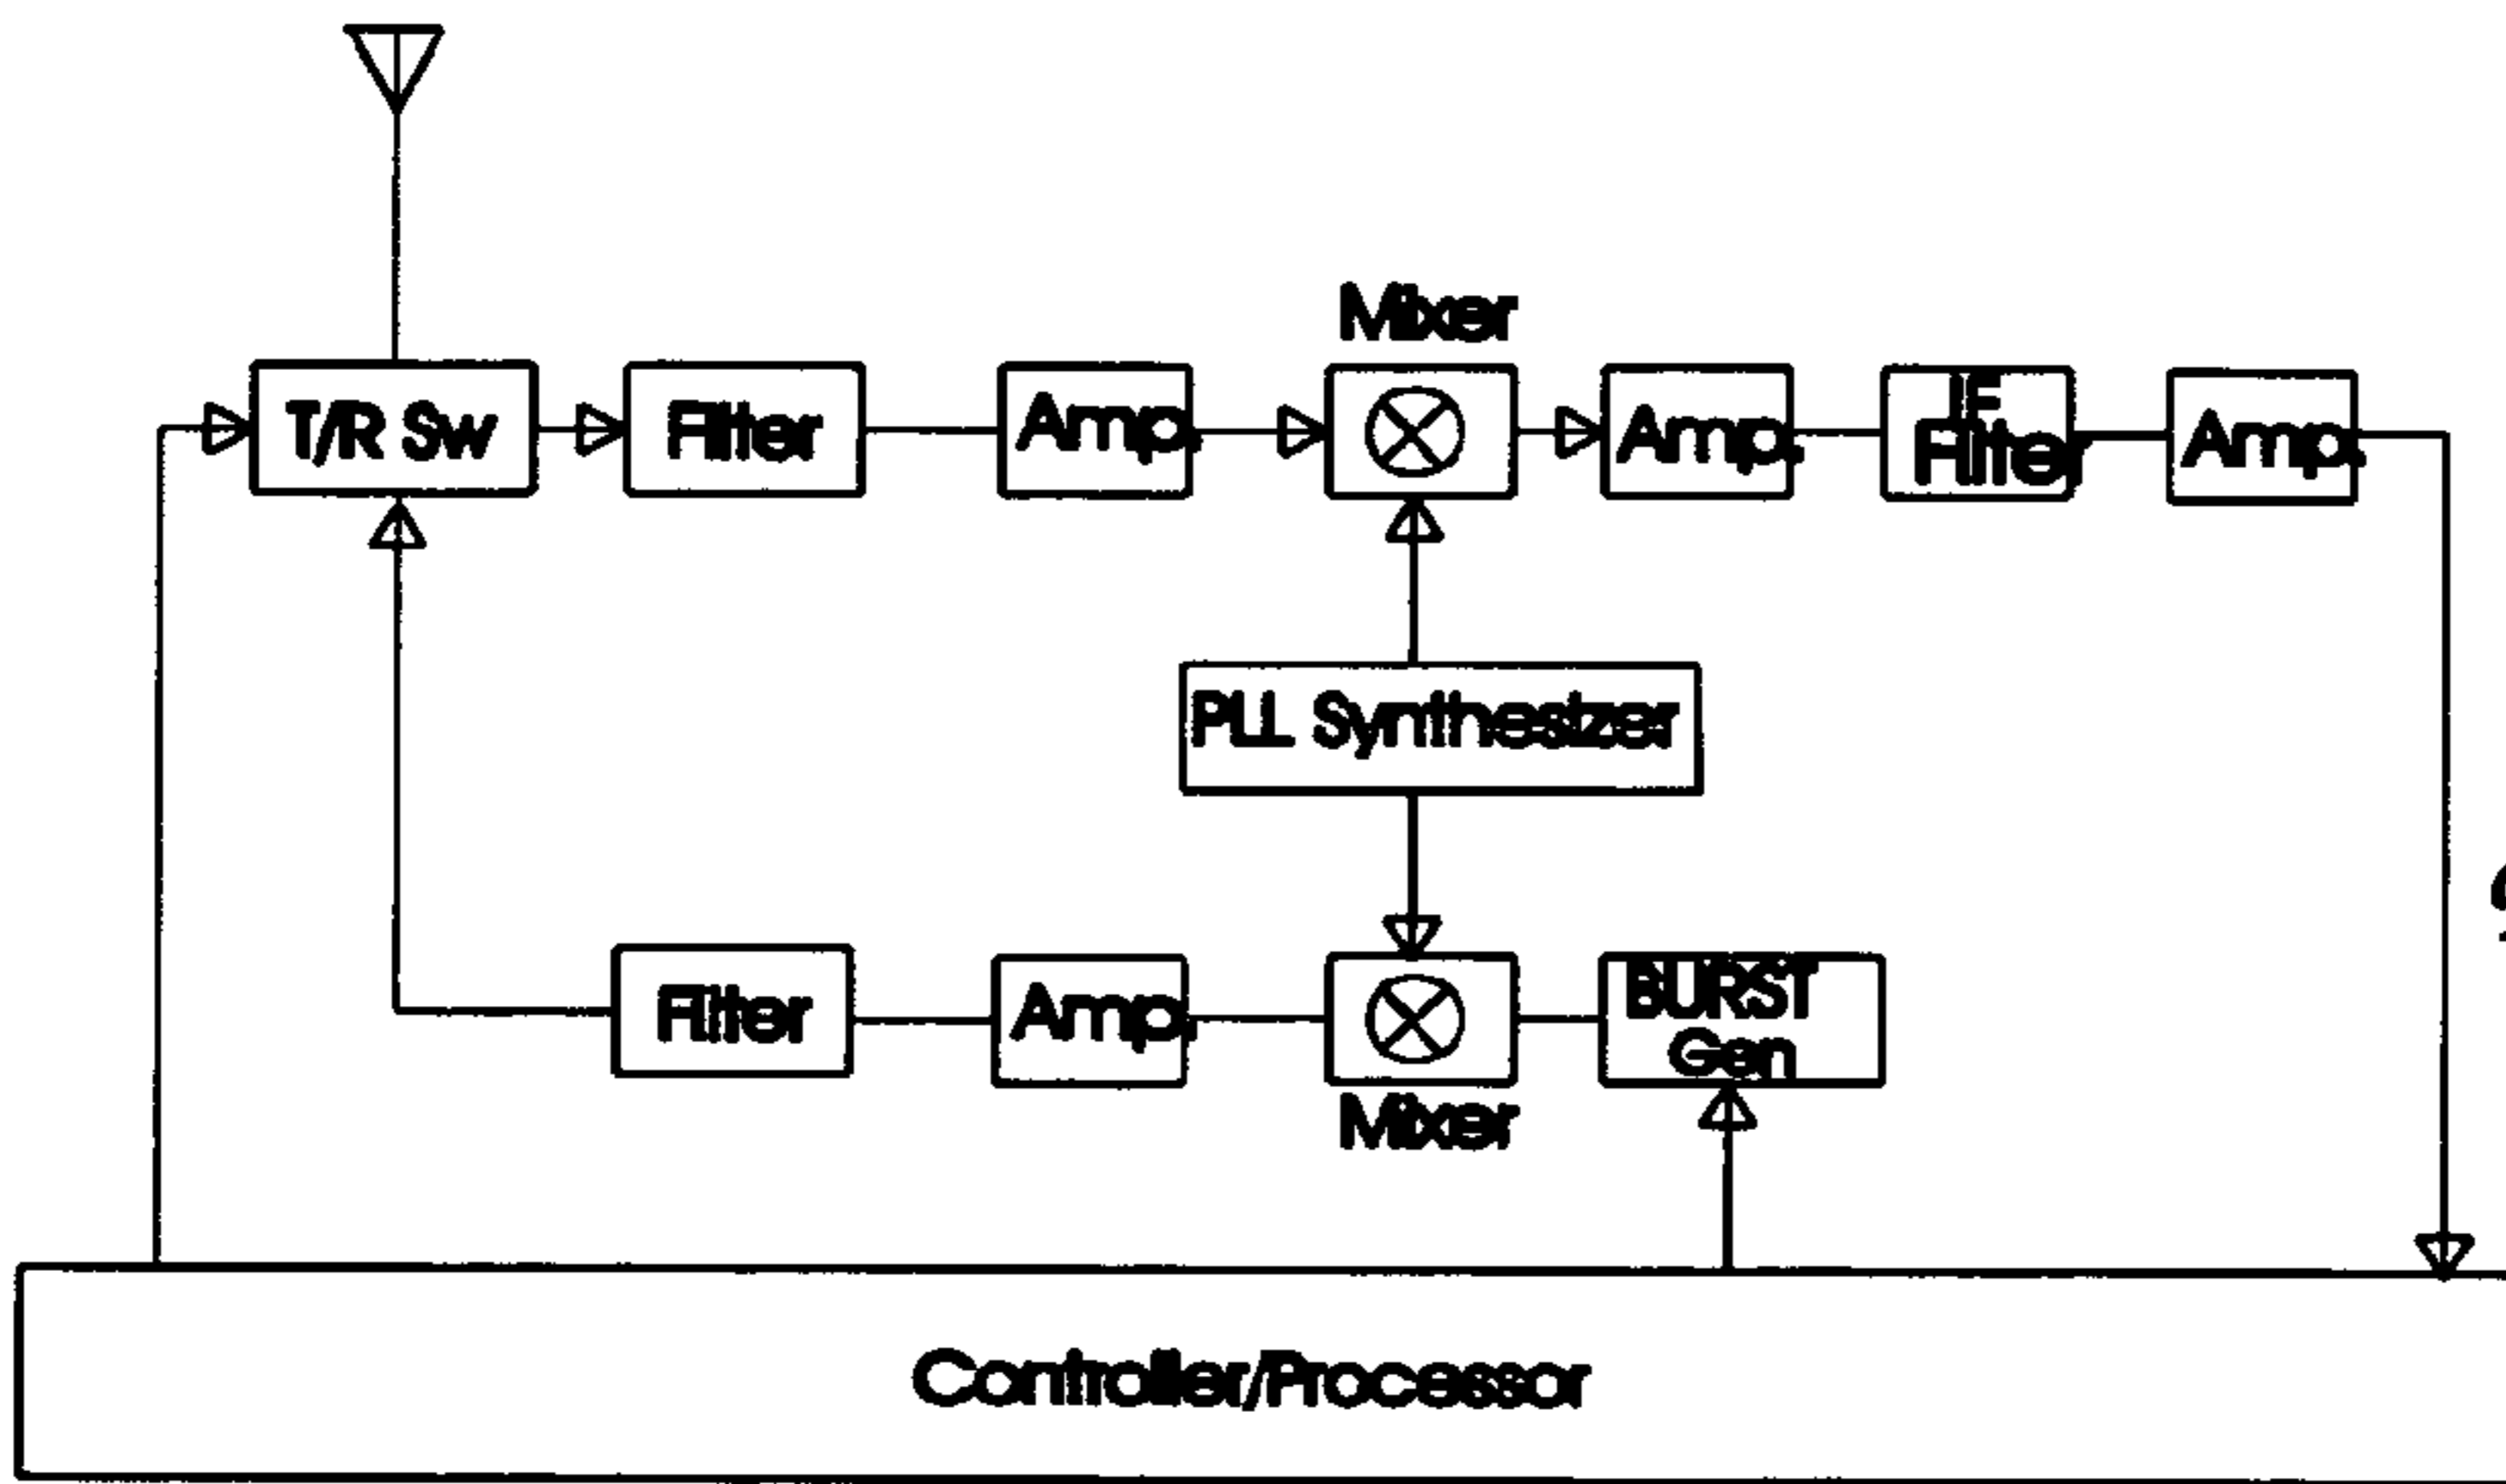 Mixer
T/R Sw
Filter
Amp.
Amp.
IF
Filter
Amp.
PLL Synthesizer
Filter
Amp.
BURST
Gen
Mixer
Controller/Processor